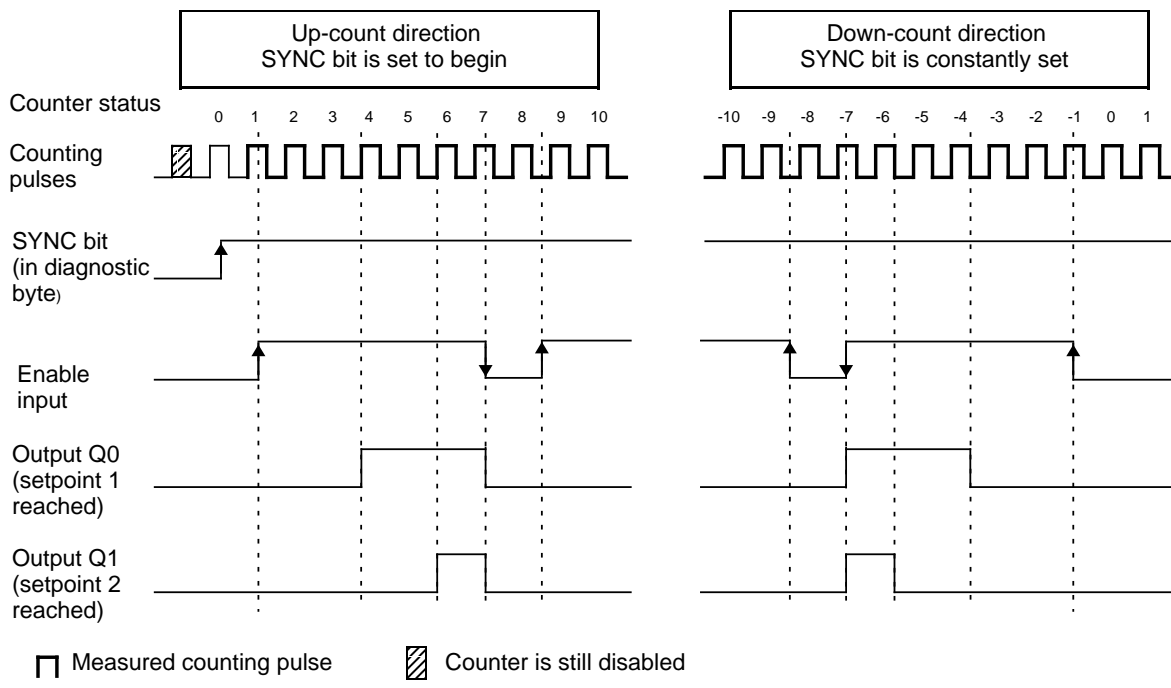 Up-count direction
SYNC bit is set to begin
Down-count direction
SYNC bit is constantly set
Counter status
0 1 2 3 4 5 6 7 8 9 10
-10 -9 -8 -7 -6 -5 -4 -3 -2 -1 0 1
Counting
pulses
SYNC bit
(in diagnostic
byte)
Enable
input
Output Q0
(setpoint 1
reached)
Output Q1
(setpoint 2
reached)
Measured counting pulse
Counter is still disabled